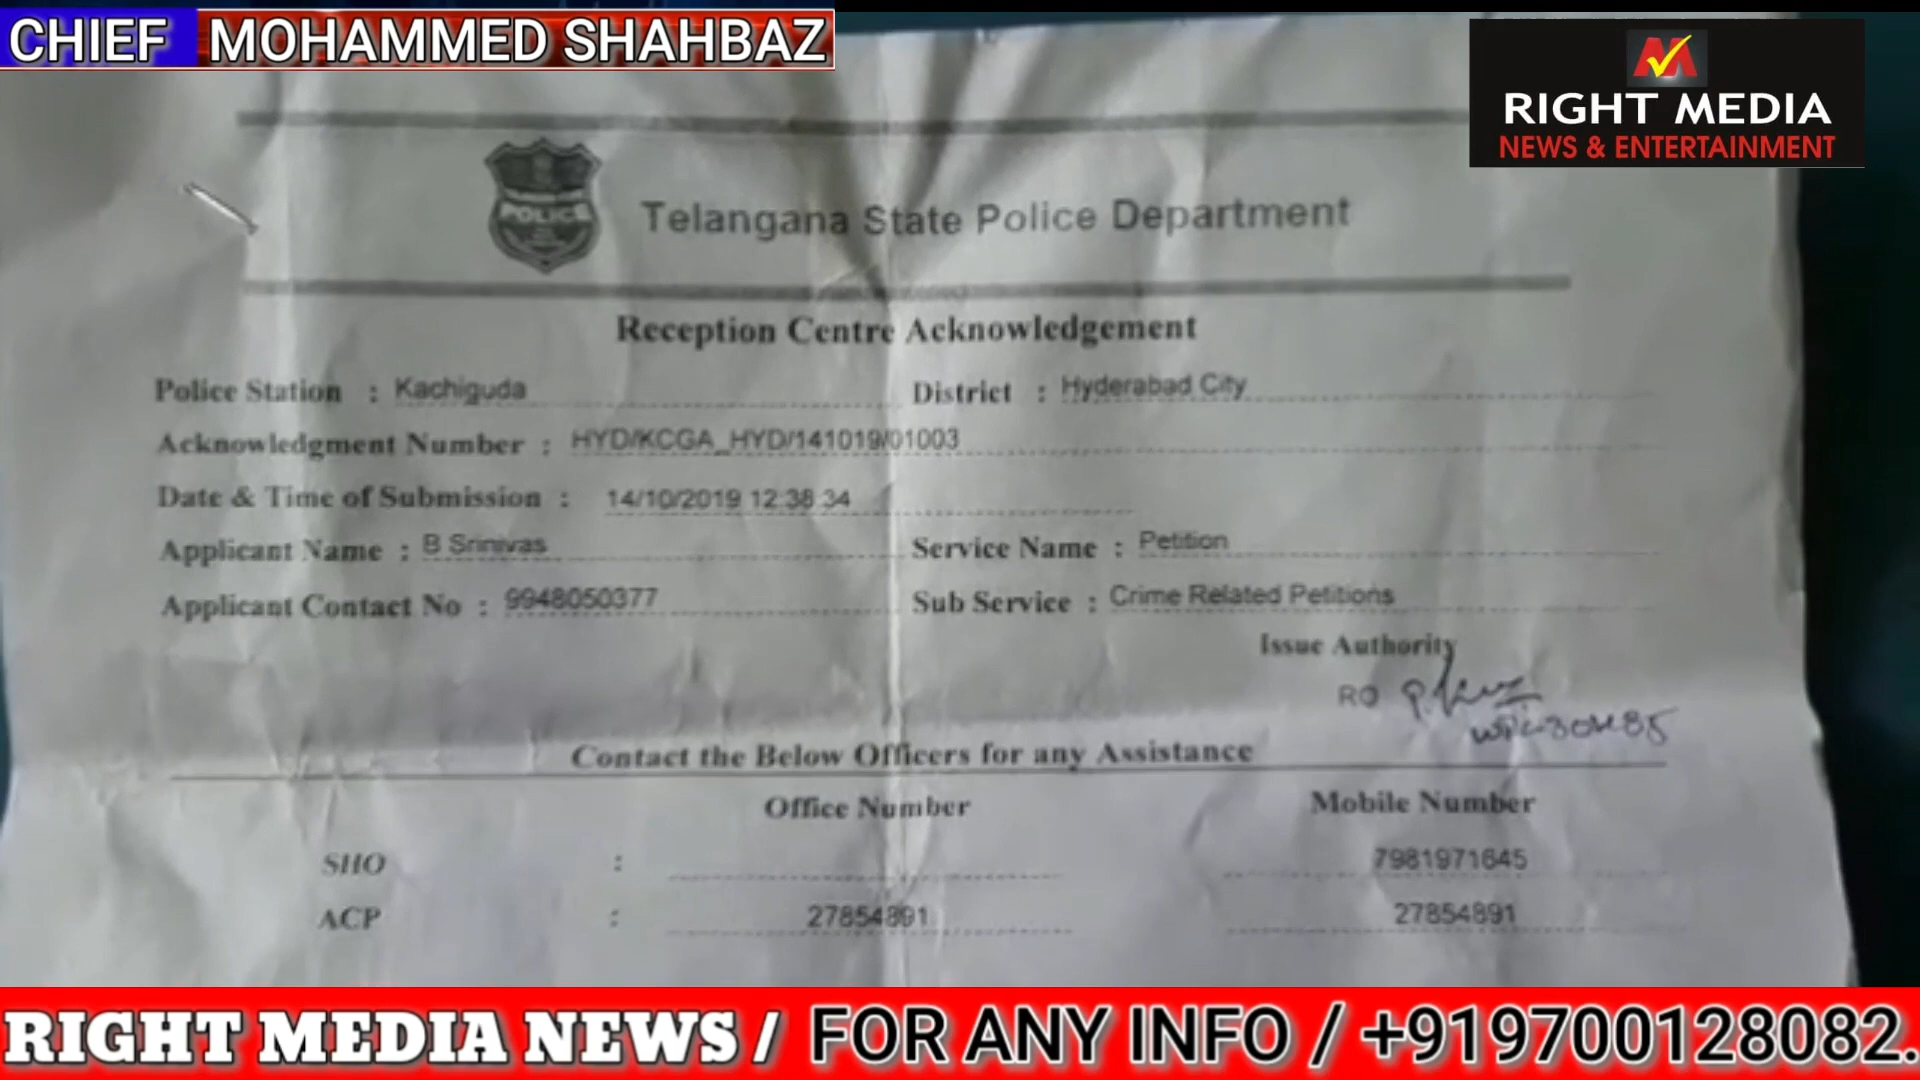 CHIEF MOHAMMED SHAHBAZ
RIGHT MEDIA
NEWS & ENTERTAINMENT
POLICE
Telangana State Police Department
Reception Centre Acknowledgement
Police Station : Kachiguda District : Hyderabad City
Acknowledgment Number : HYD/KCGA_HYD/141019/01003
Date & Time of Submission : 14/10/2019 12:38:34
Applicant Name : B Srinivas Service Name : Petition
Applicant Contact No : 9948050377 Sub Service : Crime Related Petitions
Issue Authority
RO
Contact the Below Officers for any Assistance
Office Number Mobile Number
SHO : 7981971645
ACP : 27854891 27854891
RIGHT MEDIA NEWS / FOR ANY INFO / +919700128082.